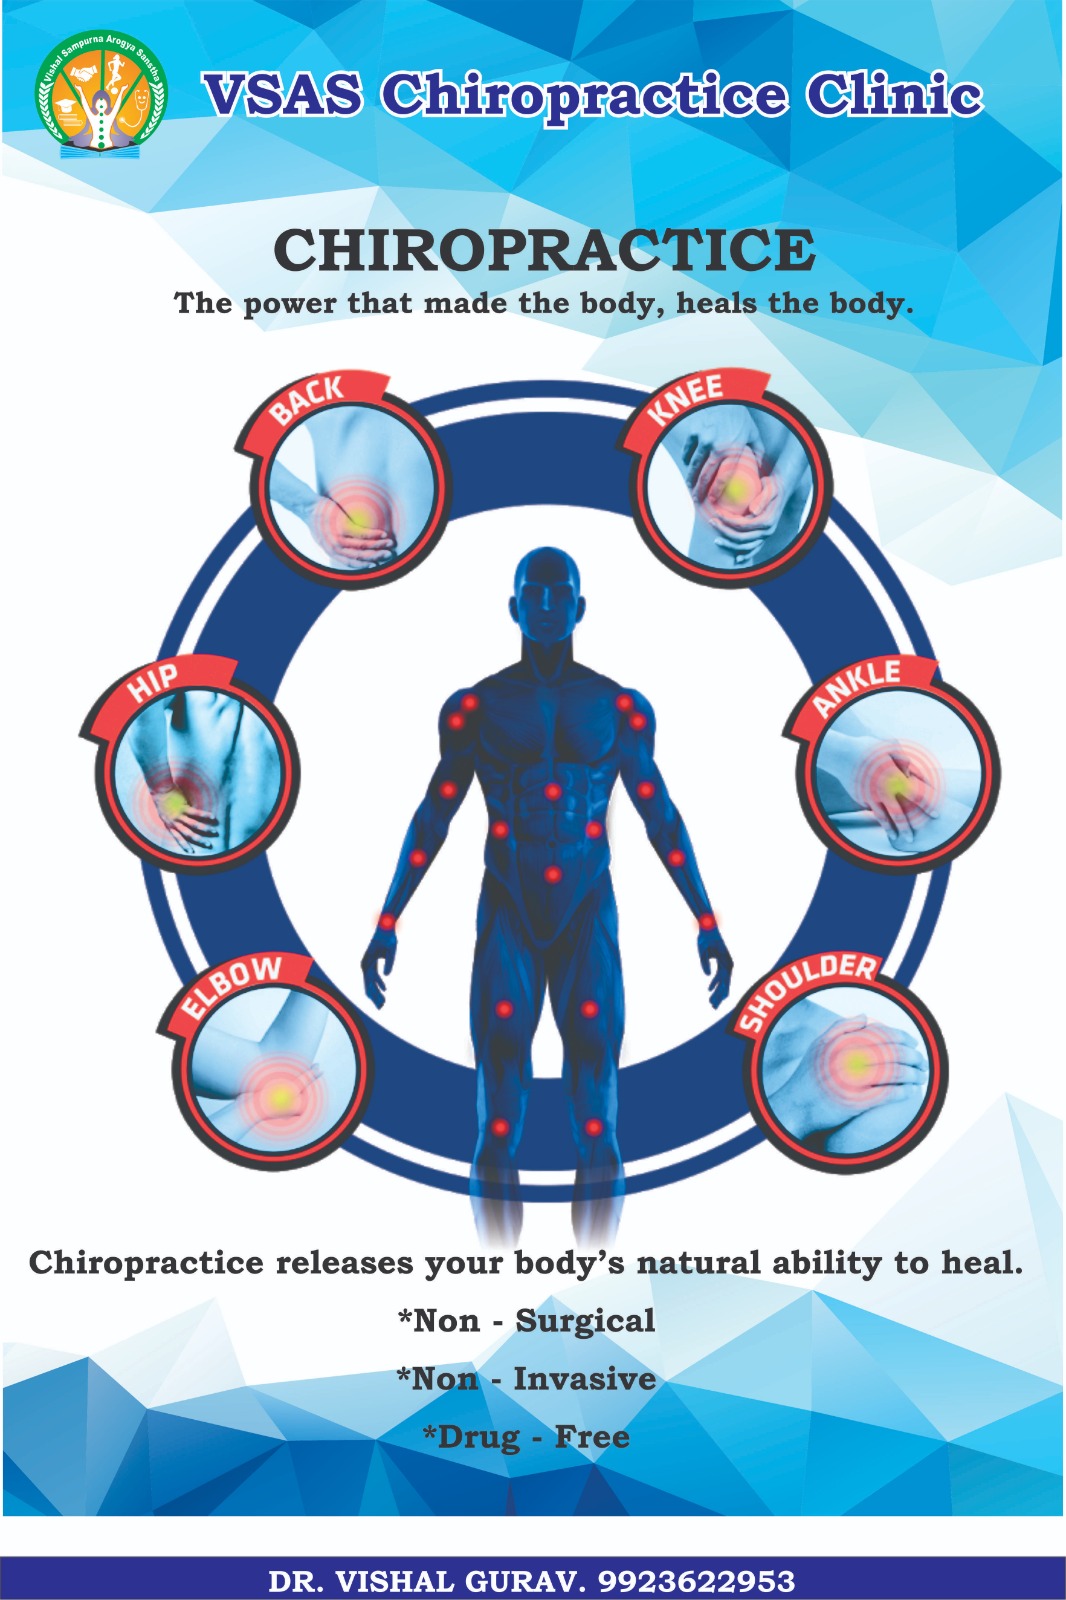 Vishal Sampurna Arogya Sanstha
VSAS Chiropractice Clinic
CHIROPRACTICE
The power that made the body, heals the body.
BACK
KNEE
HIP
ANKLE
ELBOW
SHOULDER
Chiropractice releases your body's natural ability to heal.
*Non - Surgical
*Non - Invasive
*Drug - Free
DR. VISHAL GURAV. 9923622953